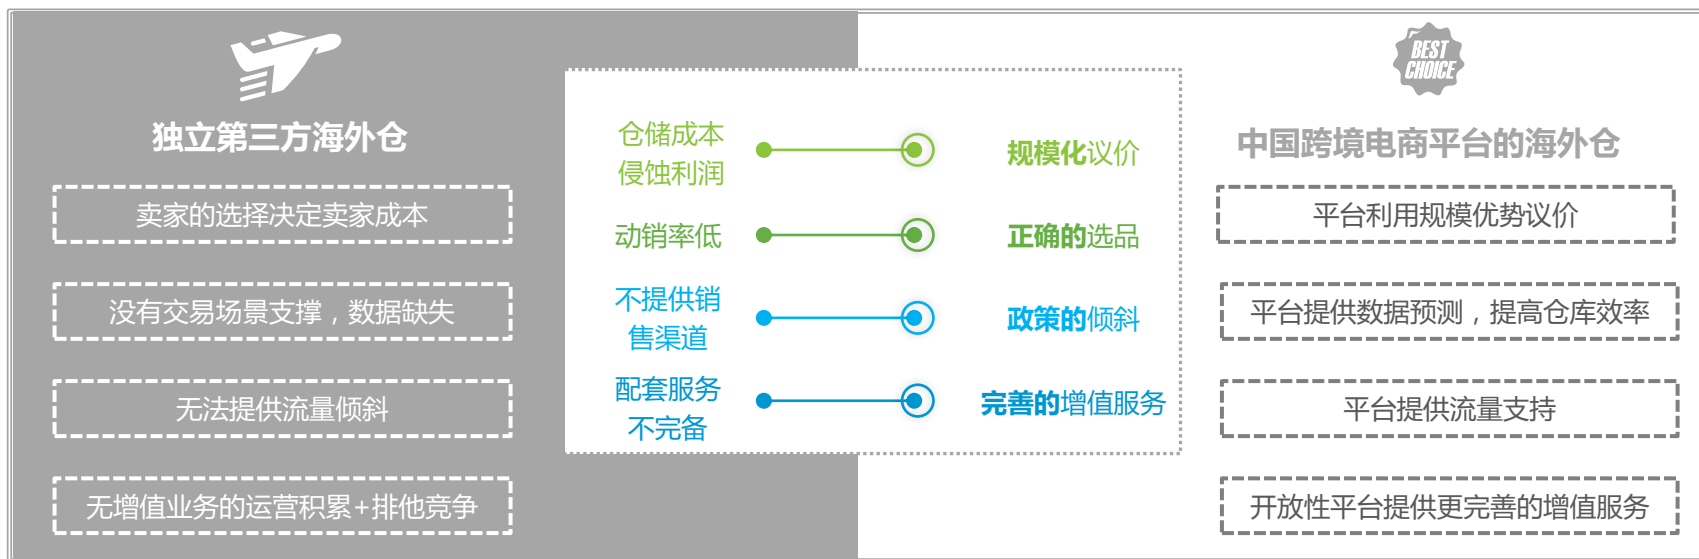 独立第三方海外仓
卖家的选择决定卖家成本
没有交易场景支撑，数据缺失
无法提供流量倾斜
无增值业务的运营积累+排他竞争
仓储成本
侵蚀利润
规模化议价
动销率低
正确的选品
不提供销
售渠道
政策的倾斜
配套服务
不完备
完善的增值服务
BEST
CHOICE
中国跨境电商平台的海外仓
平台利用规模优势议价
平台提供数据预测，提高仓库效率
平台提供流量支持
开放性平台提供更完善的增值服务